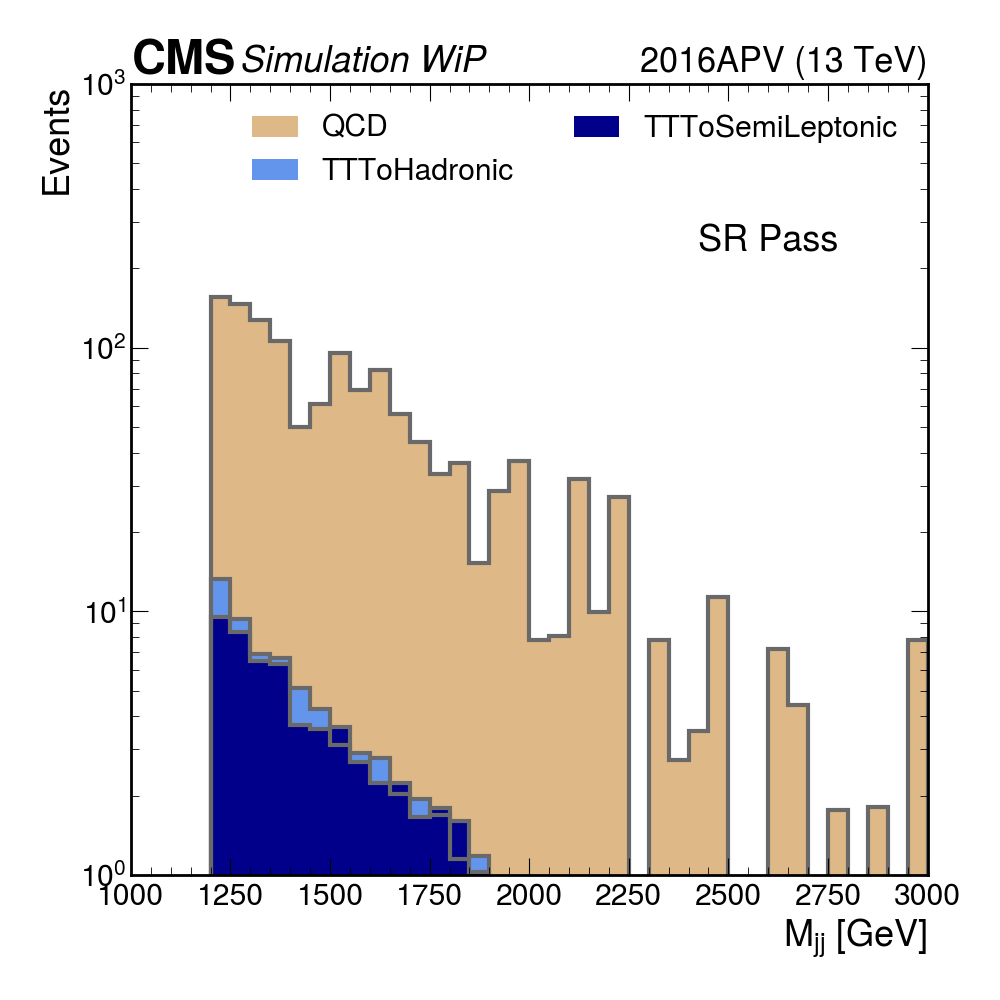 CMS Simulation WiP 2016APV (13 TeV)
Events
10³
10²
10¹
10⁰
QCD
TTToHadronic
TTToSemiLeptonic
SR Pass
1000 1250 1500 1750 2000 2250 2500 2750 3000
Mjj [GeV]